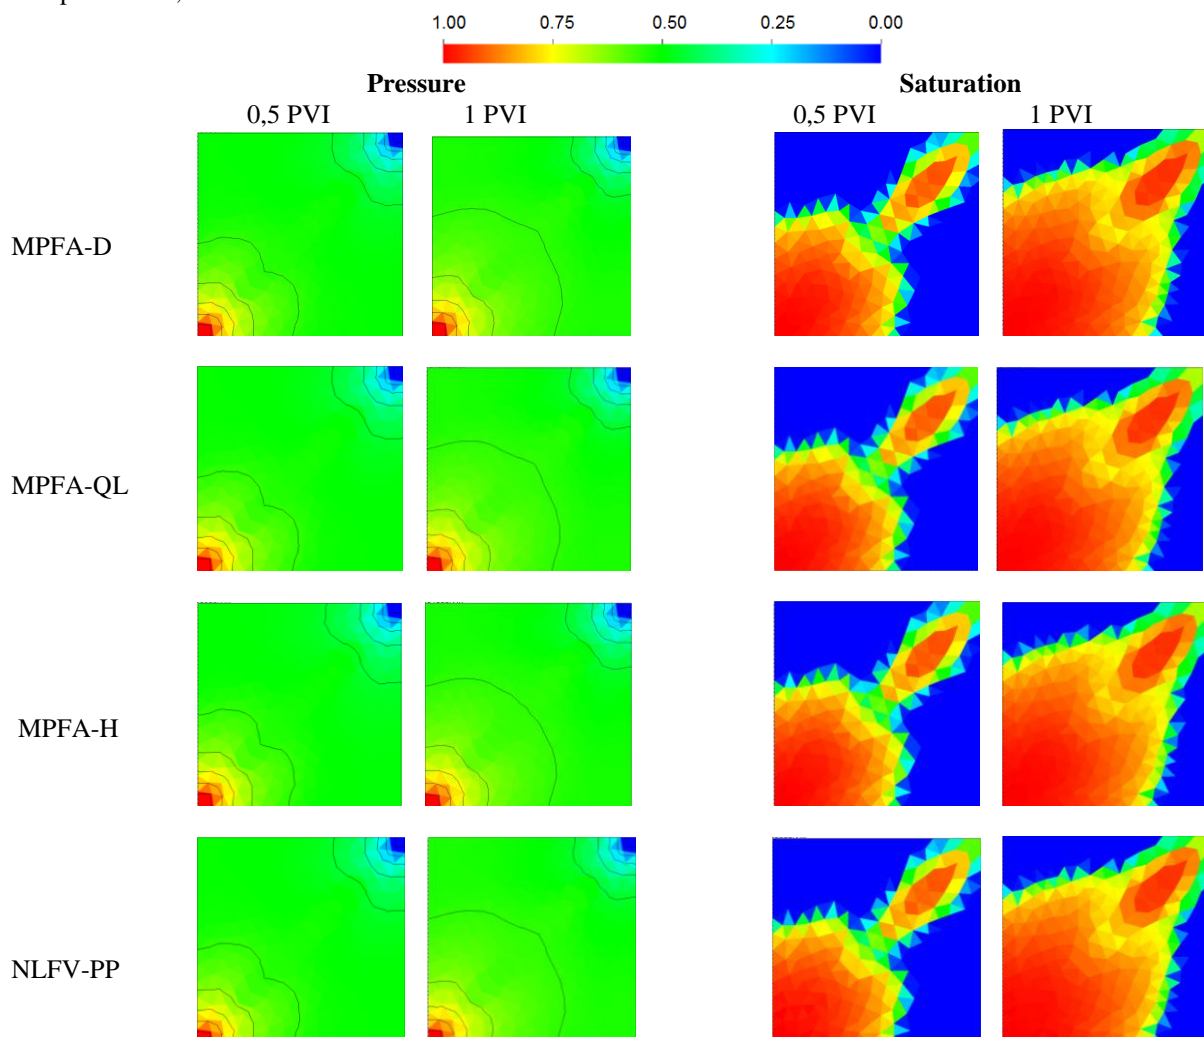 1.00 0.75 0.50 0.25 0.00
Pressure Saturation
0,5 PVI 1 PVI 0,5 PVI 1 PVI
MPFA-D
MPFA-QL
MPFA-H
NLFV-PP